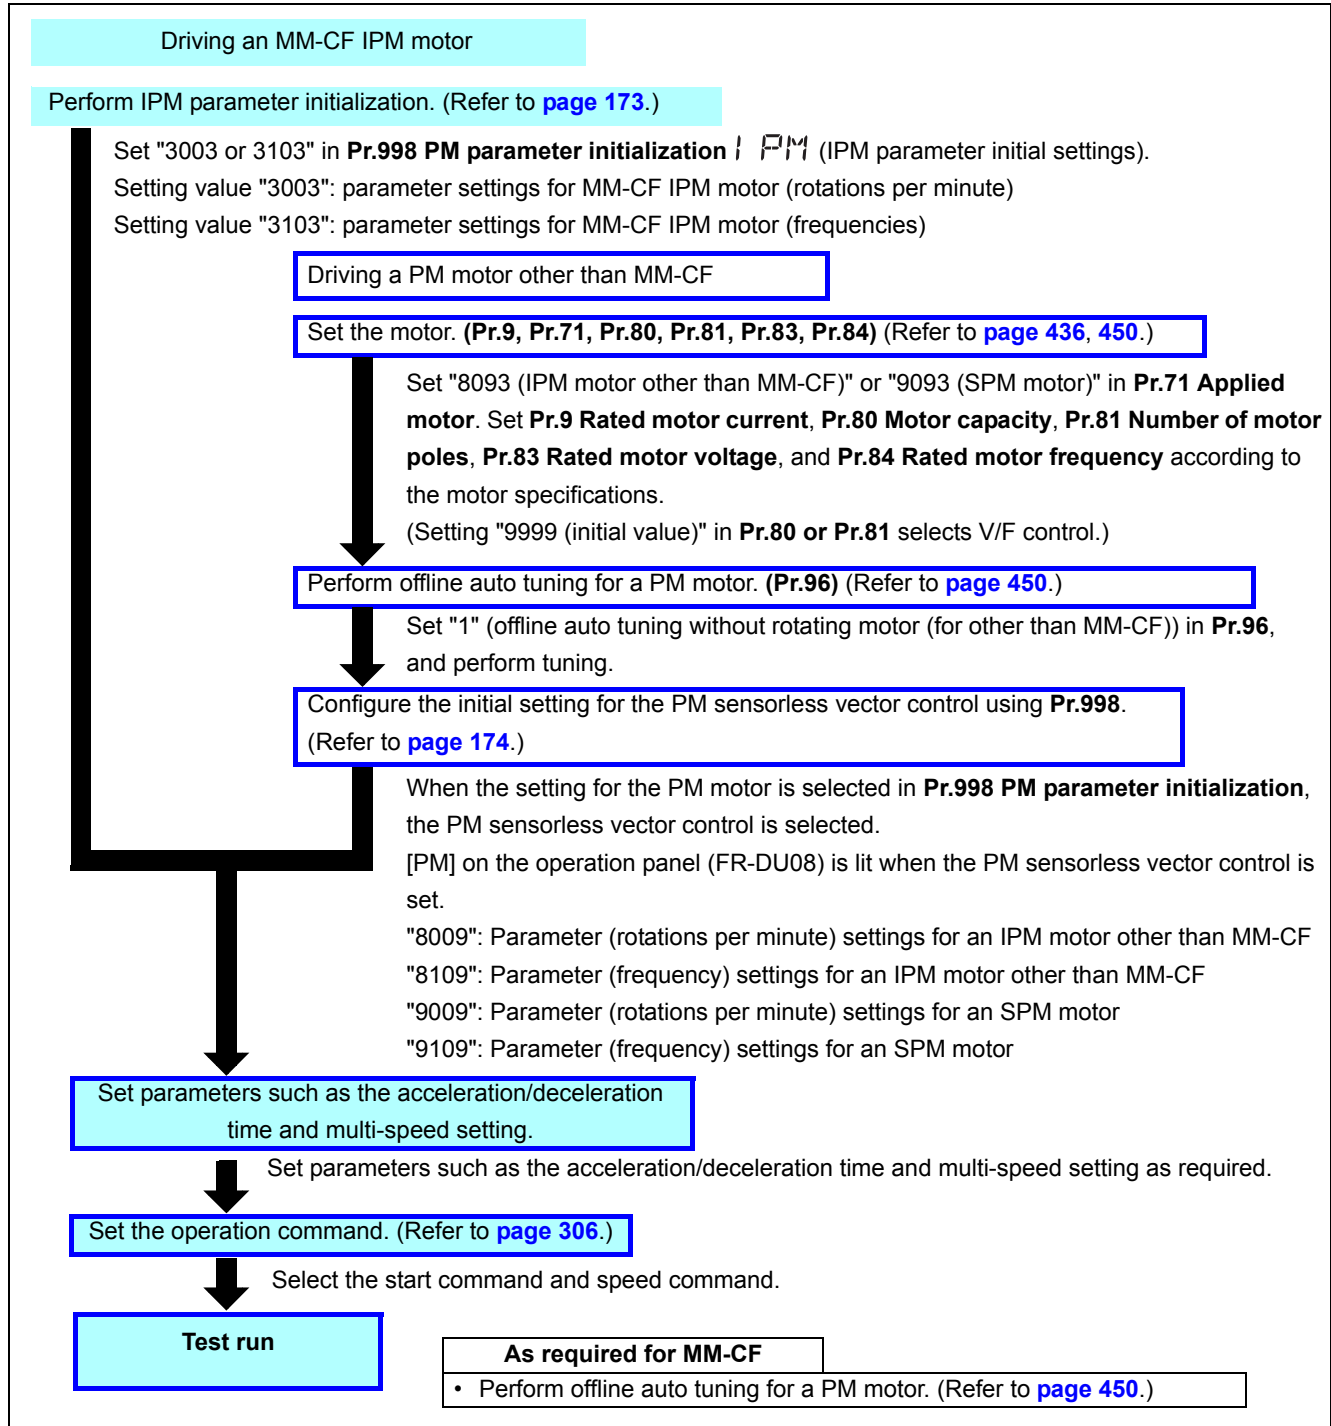 Driving an MM-CF IPM motor
Perform IPM parameter initialization. (Refer to page 173.)
Set "3003 or 3103" in Pr.998 PM parameter initialization IPM (IPM parameter initial settings).
Setting value "3003": parameter settings for MM-CF IPM motor (rotations per minute)
Setting value "3103": parameter settings for MM-CF IPM motor (frequencies)
Driving a PM motor other than MM-CF
Set the motor. (Pr.9, Pr.71, Pr.80, Pr.81, Pr.83, Pr.84) (Refer to page 436, 450.)
Set "8093 (IPM motor other than MM-CF)" or "9093 (SPM motor)" in Pr.71 Applied
motor. Set Pr.9 Rated motor current, Pr.80 Motor capacity, Pr.81 Number of motor
poles, Pr.83 Rated motor voltage, and Pr.84 Rated motor frequency according to
the motor specifications.
(Setting "9999 (initial value)" in Pr.80 or Pr.81 selects V/F control.)
Perform offline auto tuning for a PM motor. (Pr.96) (Refer to page 450.)
Set "1" (offline auto tuning without rotating motor (for other than MM-CF)) in Pr.96,
and perform tuning.
Configure the initial setting for the PM sensorless vector control using Pr.998.
(Refer to page 174.)
When the setting for the PM motor is selected in Pr.998 PM parameter initialization,
the PM sensorless vector control is selected.
[PM] on the operation panel (FR-DU08) is lit when the PM sensorless vector control is
set.
"8009": Parameter (rotations per minute) settings for an IPM motor other than MM-CF
"8109": Parameter (frequency) settings for an IPM motor other than MM-CF
"9009": Parameter (rotations per minute) settings for an SPM motor
"9109": Parameter (frequency) settings for an SPM motor
Set parameters such as the acceleration/deceleration
time and multi-speed setting.
Set parameters such as the acceleration/deceleration time and multi-speed setting as required.
Set the operation command. (Refer to page 306.)
Select the start command and speed command.
Test run
As required for MM-CF
• Perform offline auto tuning for a PM motor. (Refer to page 450.)